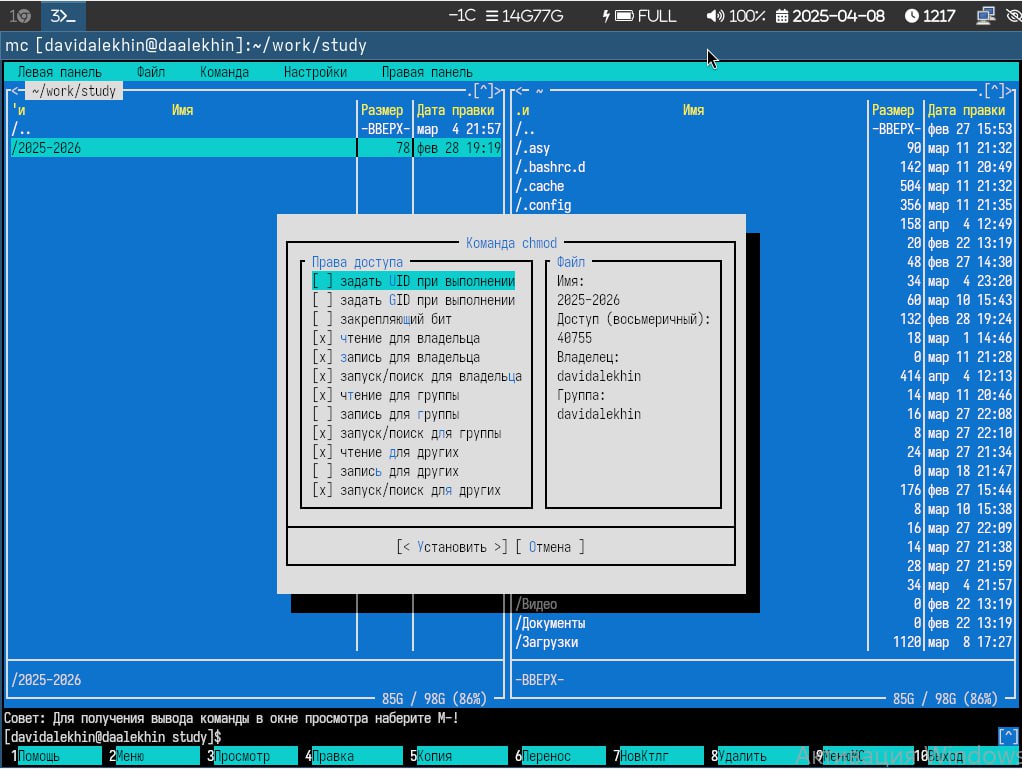 1 3 -1C 14G77G FULL 100% 2025-04-08 1217
mc [davidalekhin@daalekhin]:~/work/study
Левая панель Файл Команда Настройки Правая панель
<- ~/work/study .[^]> <- ~ .[^]>
'и Имя Размер Дата правки .и Имя Размер Дата правки
/.. -ВВЕРХ- мар 4 21:57 /.. -ВВЕРХ- фев 27 15:53
/2025-2026 78 фев 28 19:19 /.asy 90 мар 11 21:32
/.bashrc.d 142 мар 11 20:49
/.cache 504 мар 11 21:32
/.config 356 мар 11 21:35
158 апр 4 12:49
Команда chmod 20 фев 22 13:19
Права доступа Файл 48 фев 27 14:30
[ ] задать UID при выполнении Имя: 34 мар 4 23:20
[ ] задать GID при выполнении 2025-2026 60 мар 10 15:43
[ ] закрепляющий бит Доступ (восьмеричный): 132 фев 28 19:24
[x] чтение для владельца 40755 18 мар 1 14:46
[x] запись для владельца Владелец: 0 мар 11 21:28
[x] запуск/поиск для владельца davidalekhin 414 апр 4 12:13
[x] чтение для группы Группа: 14 мар 11 20:46
[ ] запись для группы davidalekhin 16 мар 27 22:08
[x] запуск/поиск для группы 8 мар 27 22:10
[x] чтение для других 24 мар 27 21:34
[ ] запись для других 0 мар 18 21:47
[x] запуск/поиск для других 176 фев 27 15:44
8 мар 10 15:38
16 мар 27 22:09
[< Установить >] [ Отмена ] 14 мар 27 21:38
28 мар 27 21:59
34 мар 4 21:57
/Видео 0 фев 22 13:19
/Документы 0 фев 22 13:19
/Загрузки 1120 мар 8 17:27
/2025-2026 -ВВЕРХ-
85G / 98G (86%) 85G / 98G (86%)
Совет: Для получения вывода команды в окне просмотра наберите M-!
[davidalekhin@daalekhin study]$ [^]
1Помощь 2Меню 3Просмотр 4Правка 5Копия 6Перенос 7НовКтлг 8Удалить 9МенюMC 10Выход
Активация Windows